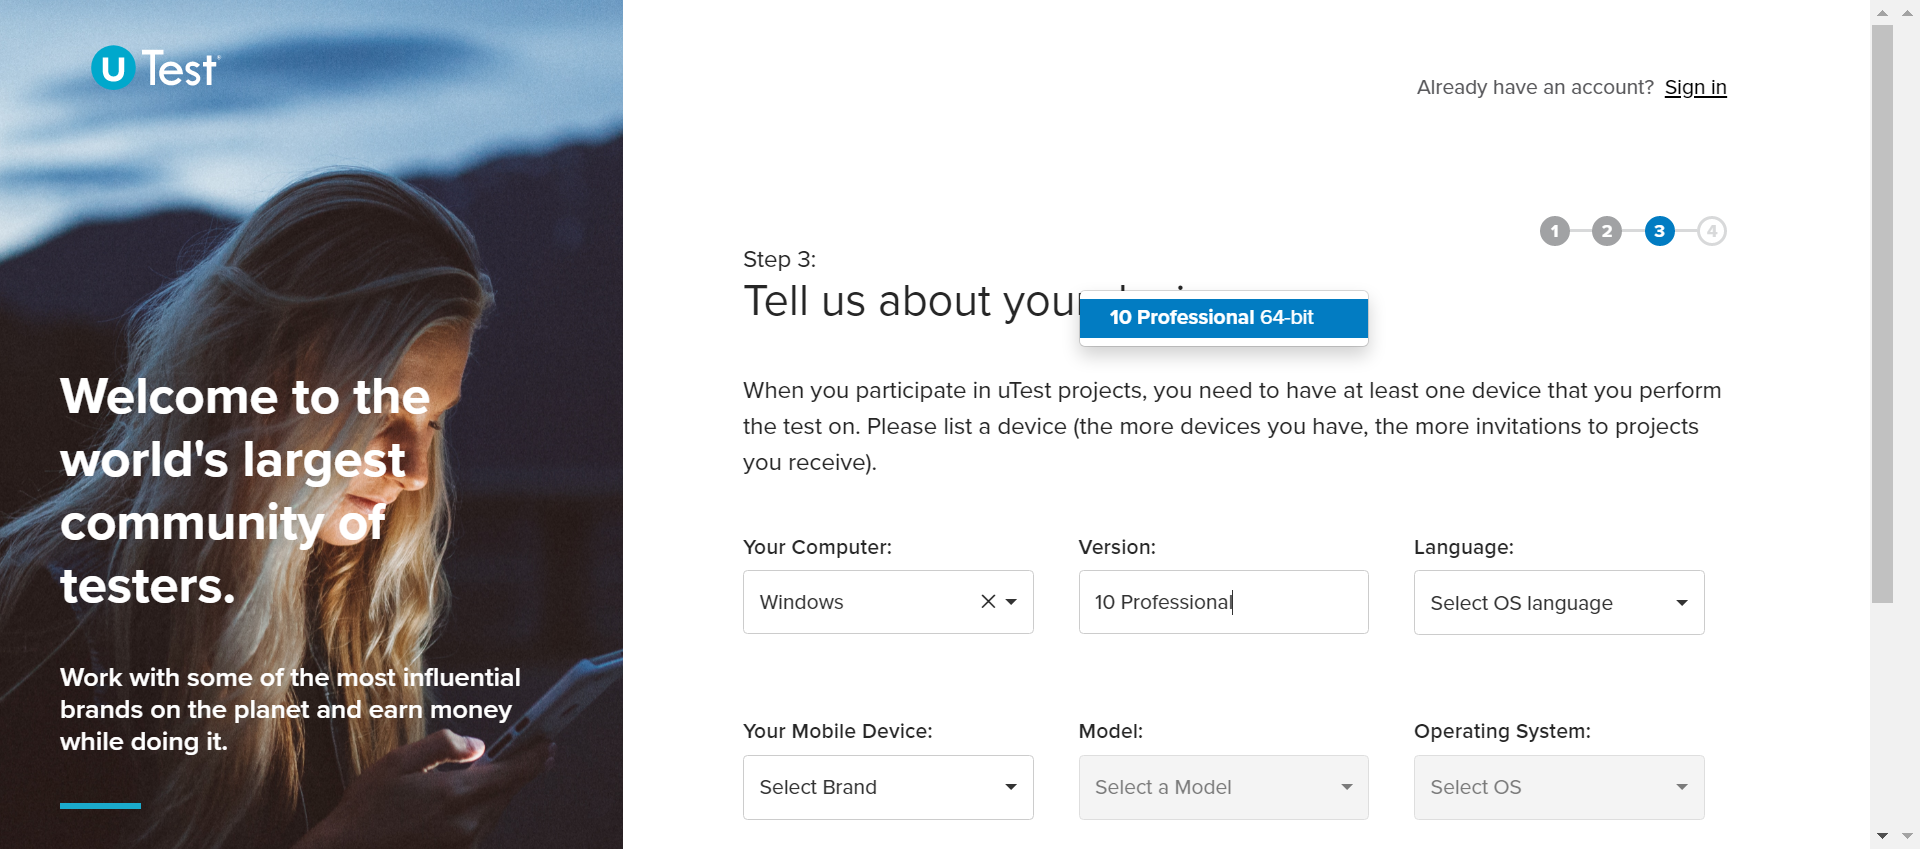 uTest
Already have an account? Sign in
1 2 3 4
Step 3:
Tell us about your
10 Professional 64-bit
Welcome to the
world's largest
community of
testers.
When you participate in uTest projects, you need to have at least one device that you perform
the test on. Please list a device (the more devices you have, the more invitations to projects
you receive).
Your Computer: Version: Language:
Windows 10 Professional Select OS language
Work with some of the most influential
brands on the planet and earn money
while doing it.
Your Mobile Device: Model: Operating System:
Select Brand Select a Model Select OS